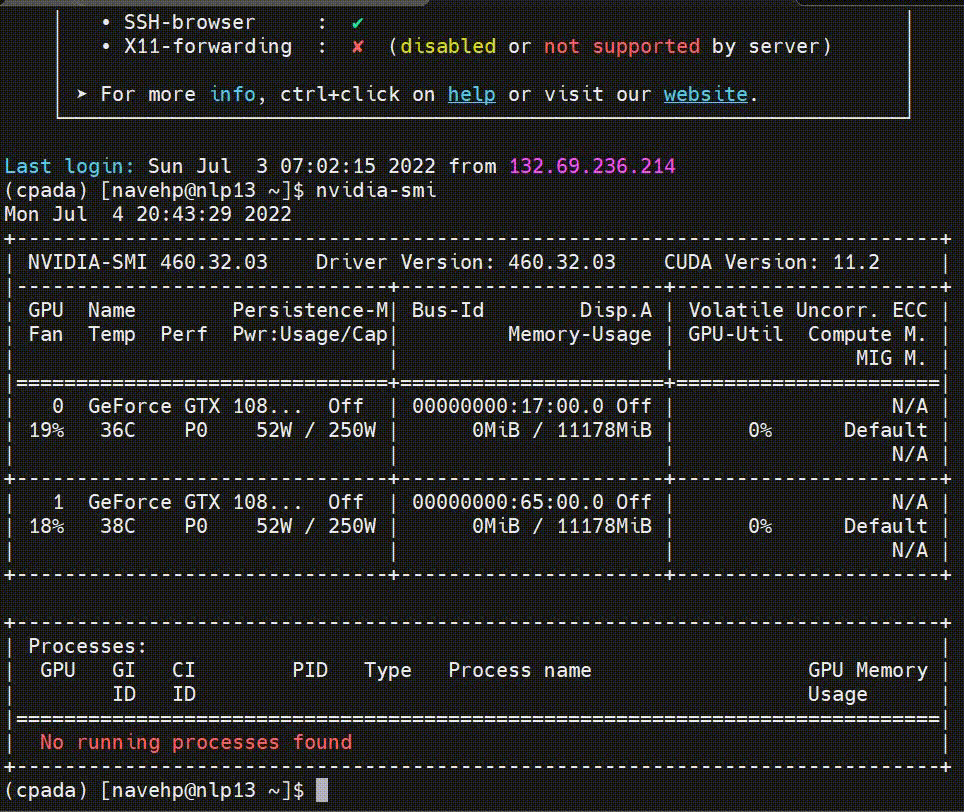 • SSH-browser       :  ✔
• X11-forwarding  :  ✘  (disabled or not supported by server)
➤ For more info, ctrl+click on help or visit our website.
Last login: Sun Jul  3 07:02:15 2022 from 132.69.236.214
(cpada) [navehp@nlp13 ~]$ nvidia-smi
Mon Jul  4 20:43:29 2022
+-----------------------------------------------------------------------------+
| NVIDIA-SMI 460.32.03    Driver Version: 460.32.03    CUDA Version: 11.2     |
|-------------------------------+----------------------+----------------------+
| GPU  Name        Persistence-M| Bus-Id        Disp.A | Volatile Uncorr. ECC |
| Fan  Temp  Perf  Pwr:Usage/Cap|         Memory-Usage | GPU-Util  Compute M. |
|                               |                      |               MIG M. |
|===============================+======================+======================|
|   0  GeForce GTX 108...  Off  | 00000000:17:00.0 Off |                  N/A |
| 19%   36C    P0    52W / 250W |      0MiB / 11178MiB |      0%      Default |
|                               |                      |                  N/A |
+-------------------------------+----------------------+----------------------+
|   1  GeForce GTX 108...  Off  | 00000000:65:00.0 Off |                  N/A |
| 18%   38C    P0    52W / 250W |      0MiB / 11178MiB |      0%      Default |
|                               |                      |                  N/A |
+-------------------------------+----------------------+----------------------+
+-----------------------------------------------------------------------------+
| Processes:                                                                  |
|  GPU   GI   CI        PID   Type   Process name                  GPU Memory |
|        ID   ID                                                   Usage      |
|=============================================================================|
|  No running processes found                                                 |
+-----------------------------------------------------------------------------+
(cpada) [navehp@nlp13 ~]$